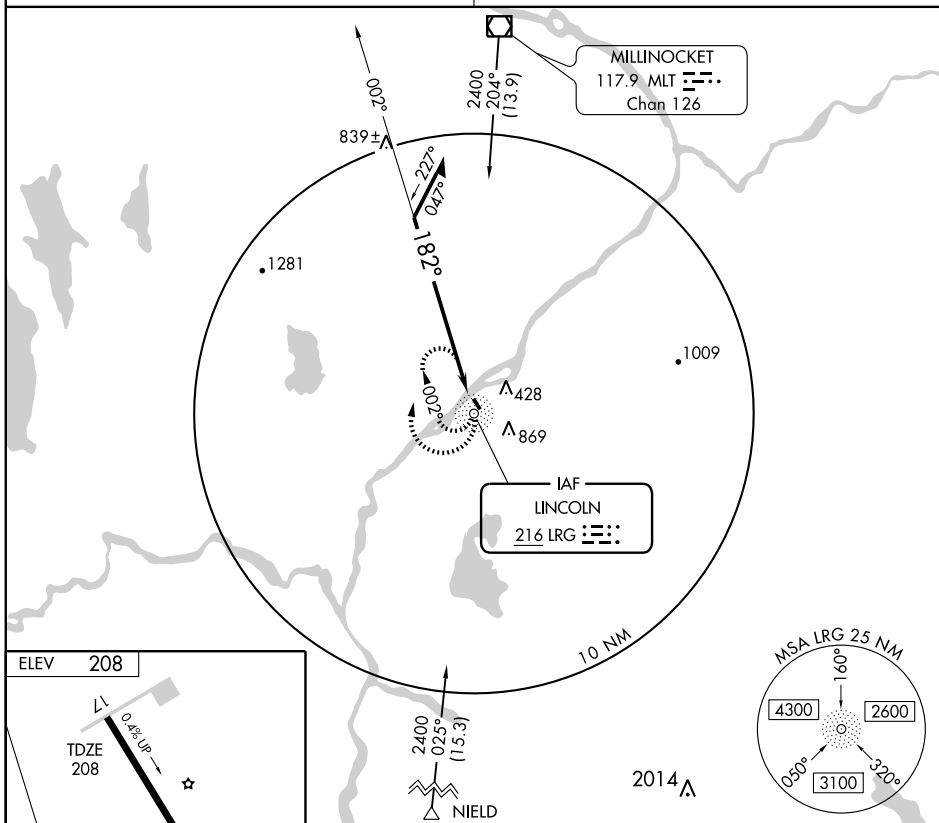 MILLINOCKET
117.9 MLT
Chan 126
2400
204°
(13.9)
002°
839±
227°
047°
182°
1281
1009
002°
428
869
IAF
LINCOLN
216 LRG
10 NM
MSA LRG 25 NM
160°
4300
2600
050°
320°
3100
ELEV 208
17
0.4% UP
TDZE
208
2400
025°
(15.3)
NIELD
2014